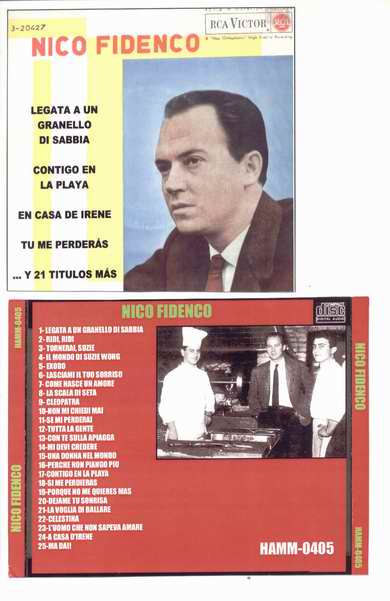 3-20427
RCA VICTOR
NICO FIDENCO
LEGATA A UN
GRANELLO
DI SABBIA
CONTIGO EN
LA PLAYA
EN CASA DE IRENE
TU ME PERDERÁS
... Y 21 TITULOS MÁS
NICO FIDENCO
COMPACT
disc
DIGITAL AUDIO
HAMM-0405
NICO FIDENCO
1- LEGATA A UN GRANELLO DI SABBIA
2- RIDI, RIDI
3- TORNERAI, SUZIE
4- IL MONDO DI SUZIE WONG
5- EXODO
6- LASCIAMI IL TUO SORRISO
7- COME NASCE UN AMORE
8- LA SCALA DI SETA
9- CLEOPATRA
10-NON MI CHIEDI MAI
11-SE MI PERDERAI
12-TUTTA LA GENTE
13-CON TE SULLA APIAGGA
14-MI DEVI CREDERE
15-UNA DONNA NEL MONDO
16-PERCHE NON PIANGO PIU
17-CONTIGO EN LA PLAYA
18-SI ME PERDIERAS
19-PORQUE NO ME QUIERES MAS
20-DEJAME TU SONRISA
21-LA VOGLIA DI BALLARE
22-CELESTINA
23-L'UOMO CHE NON SAPEVA AMARE
24-A CASA D'IRENE
25-MA DAI!
HAMM-0405
NICO FIDENCO
HAMM-0405